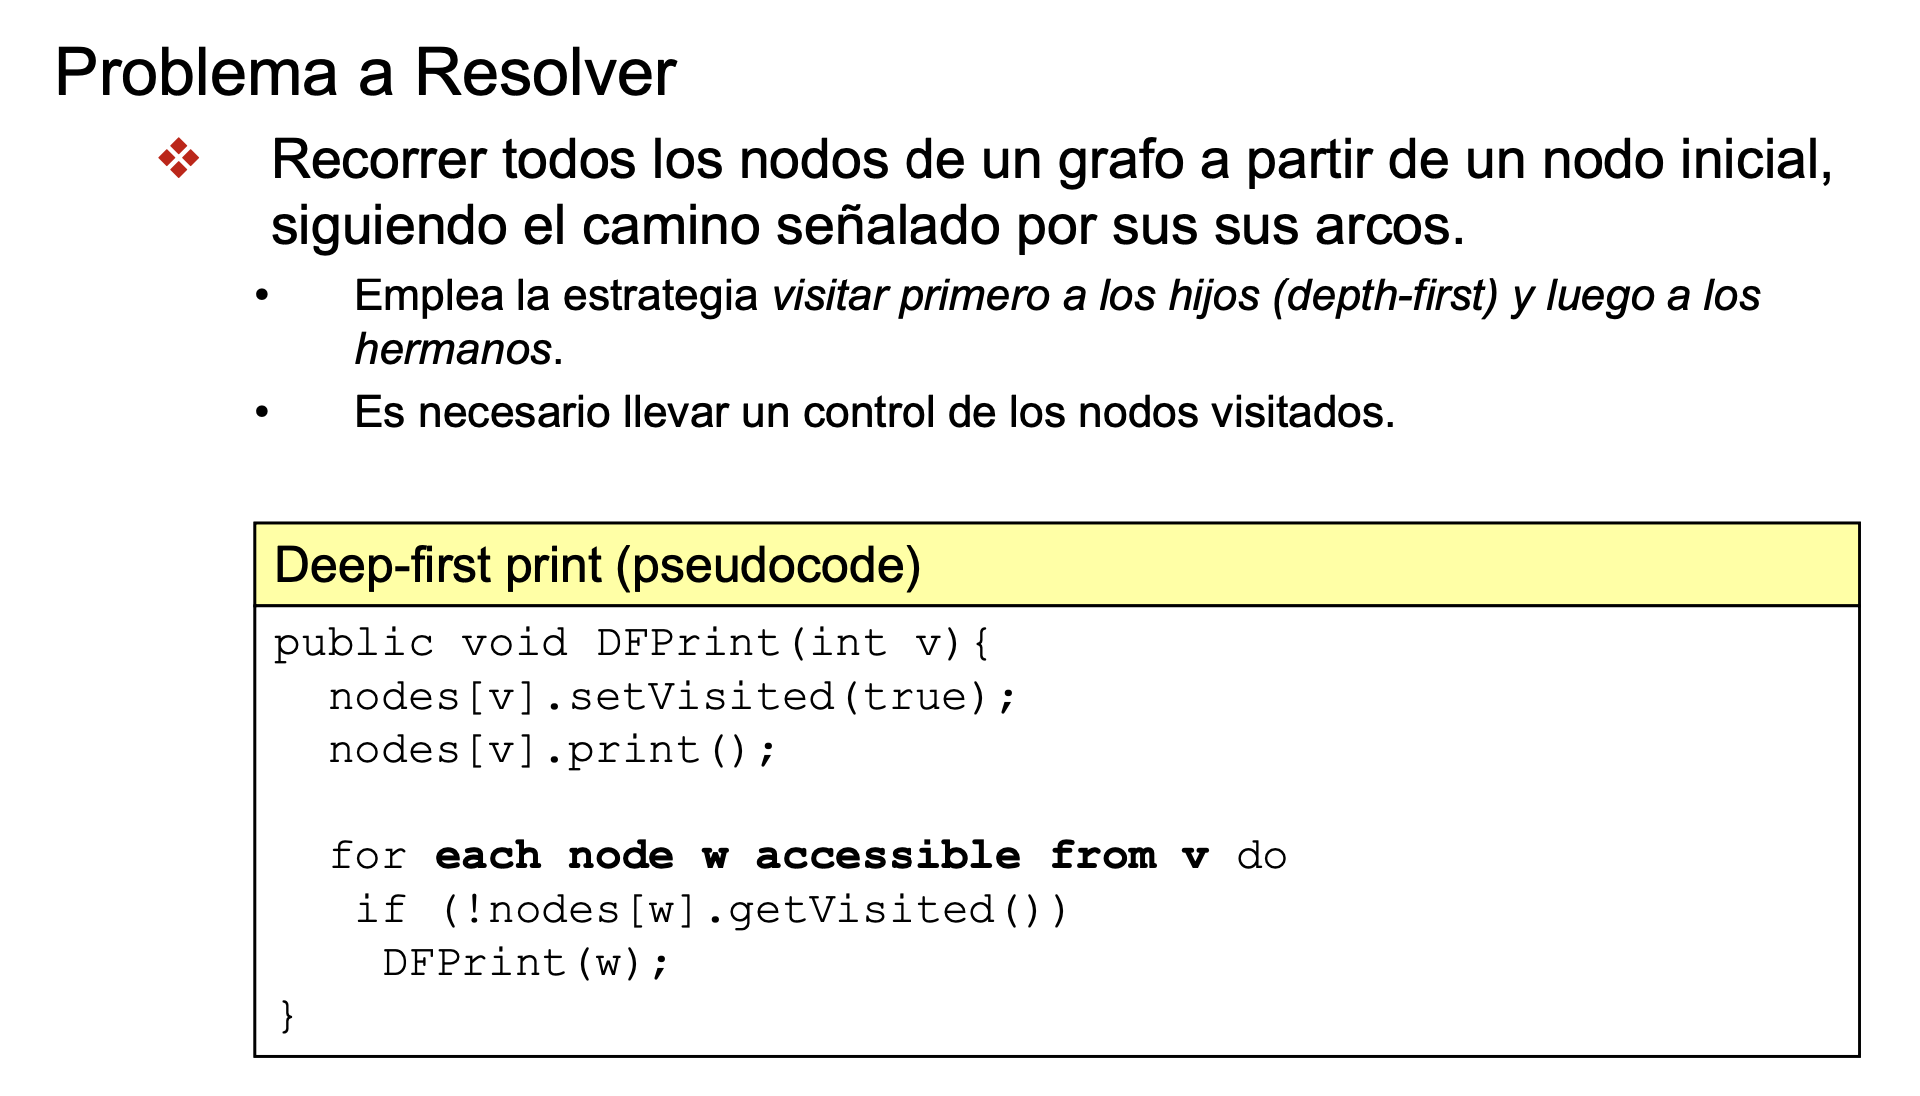 Problema a Resolver
Recorrer todos los nodos de un grafo a partir de un nodo inicial,
siguiendo el camino señalado por sus sus arcos.
• Emplea la estrategia visitar primero a los hijos (depth-first) y luego a los
hermanos.
• Es necesario llevar un control de los nodos visitados.
Deep-first print (pseudocode)
public void DFPrint(int v){
  nodes[v].setVisited(true);
  nodes[v].print();
  for each node w accessible from v do
   if (!nodes[w].getVisited())
    DFPrint(w);
}